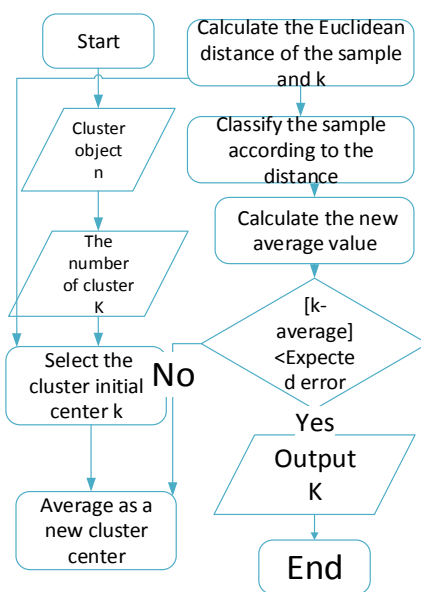 Start
Cluster
object
n
The
number
of cluster
K
Select the
cluster initial
center k
Average as a
new cluster
center
Calculate the Euclidean
distance of the sample
and k
Classify the sample
according to the
distance
Calculate the new
average value
[k-
average]
<Expecte
d error
No
Yes
Output
K
End